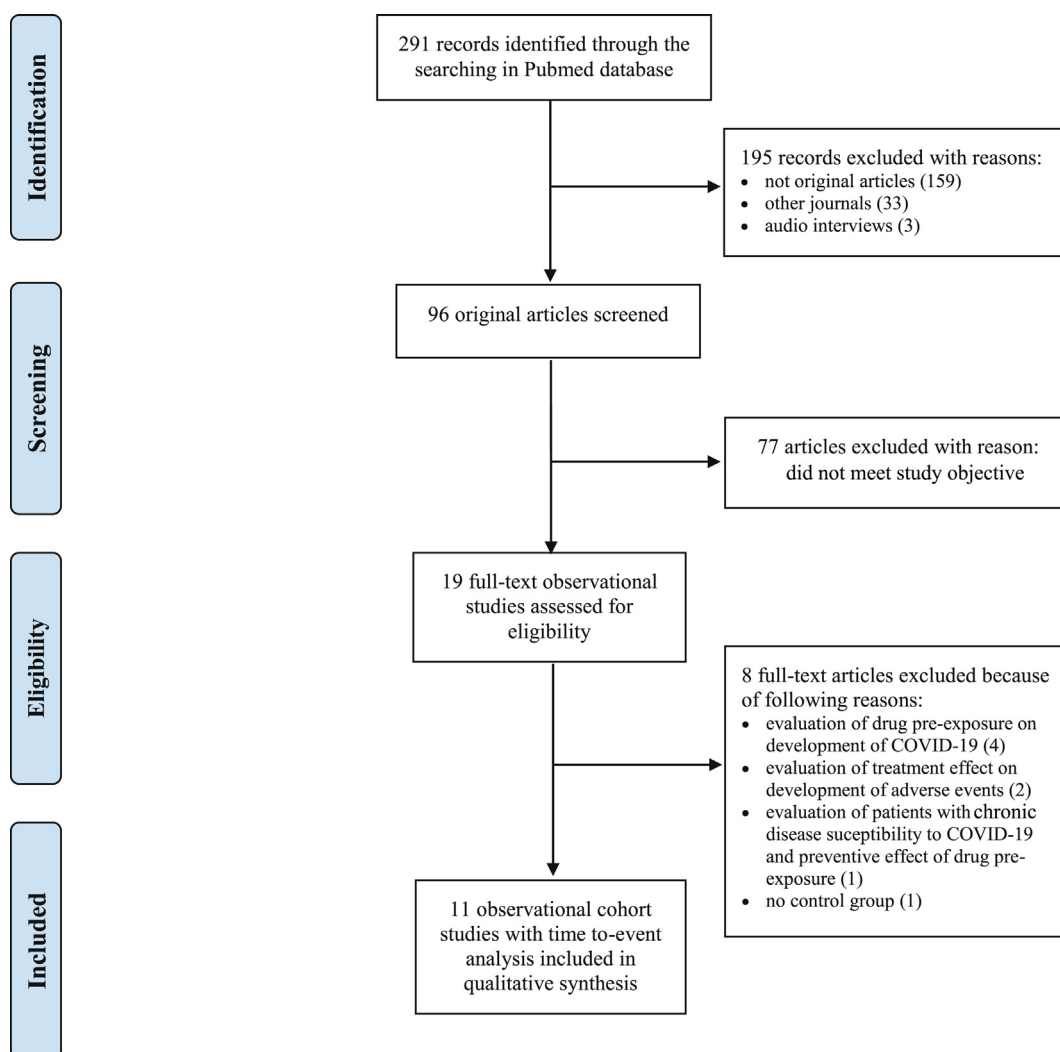 Identification
291 records identified through the
searching in Pubmed database
195 records excluded with reasons:
• not original articles (159)
• other journals (33)
• audio interviews (3)
Screening
96 original articles screened
77 articles excluded with reason:
did not meet study objective
Eligibility
19 full-text observational
studies assessed for
eligibility
8 full-text articles excluded because
of following reasons:
• evaluation of drug pre-exposure on
development of COVID-19 (4)
• evaluation of treatment effect on
development of adverse events (2)
• evaluation of patients with chronic
disease suceptibility to COVID-19
and preventive effect of drug pre-
exposure (1)
• no control group (1)
Included
11 observational cohort
studies with time to-event
analysis included in
qualitative synthesis